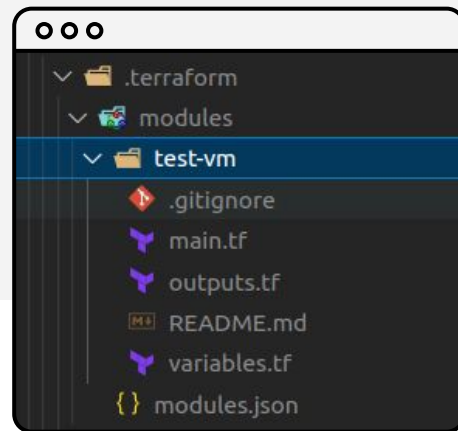 .terraform
modules
test-vm
.gitignore
main.tf
outputs.tf
M+ README.md
variables.tf
{ } modules.json